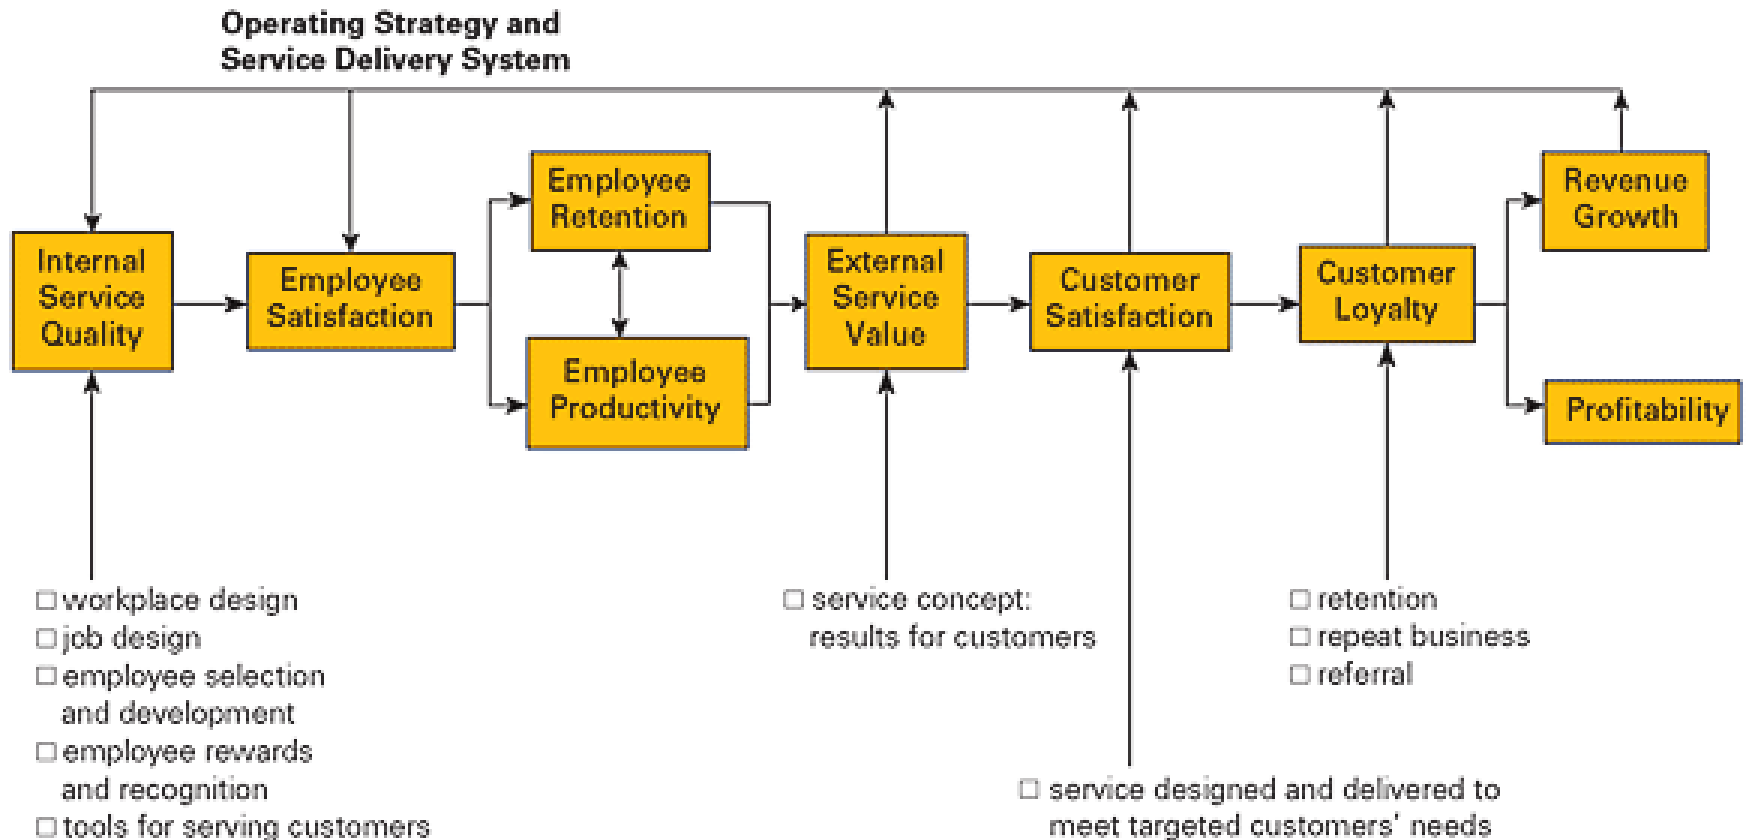 Operating Strategy and
Service Delivery System
Internal
Service
Quality
Employee
Satisfaction
Employee
Retention
Employee
Productivity
External
Service
Value
Customer
Satisfaction
Customer
Loyalty
Revenue
Growth
Profitability
□ workplace design
□ job design
□ employee selection
and development
□ employee rewards
and recognition
□ tools for serving customers
□ service concept:
results for customers
□ service designed and delivered to
meet targeted customers' needs
□ retention
□ repeat business
□ referral